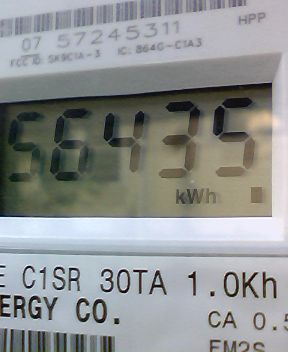 HPP
07 57245311
FCC ID: SK9C1A-3 IC: 864G-C1A3
56435
kWh
E C1SR 30TA 1.0Kh
ERGY CO.
CA 0.5
EM2S